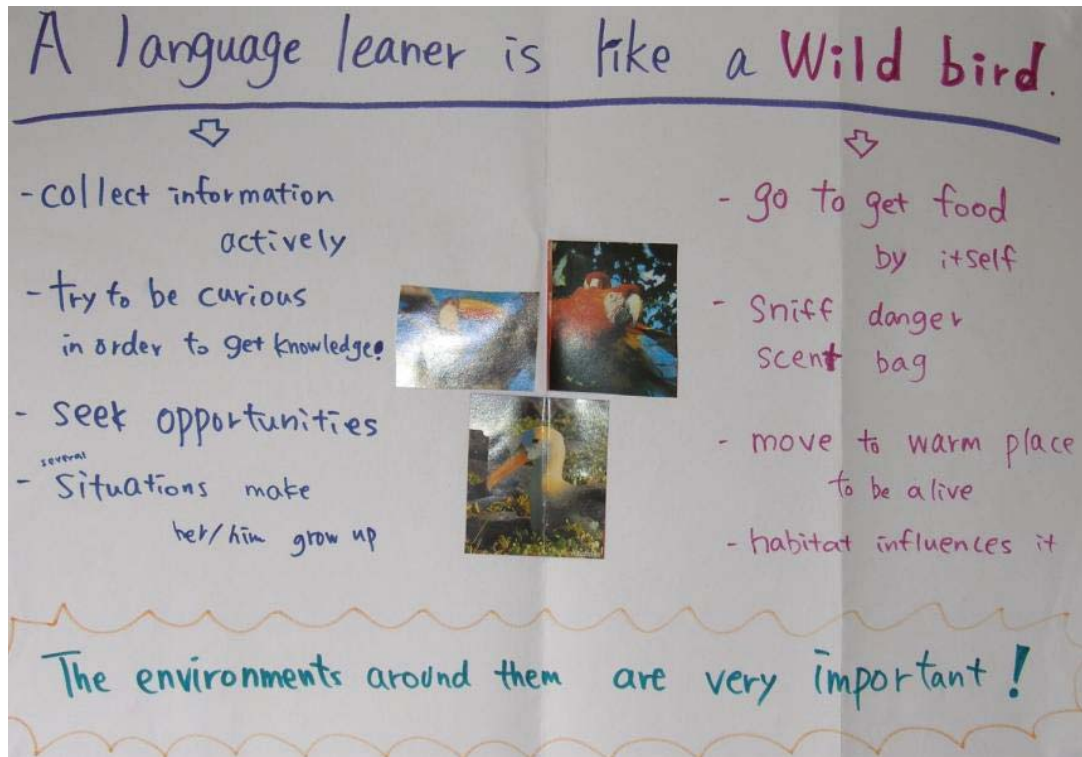 A language leaner is like a Wild bird.
- collect information
actively
- try to be curious
in order to get knowledge.
- seek opportunities
several
- situations make
her/him grow up
- go to get food
by itself
- Sniff danger
scent bag
- move to warm place
to be alive
- habitat influences it
The environments around them are very important!